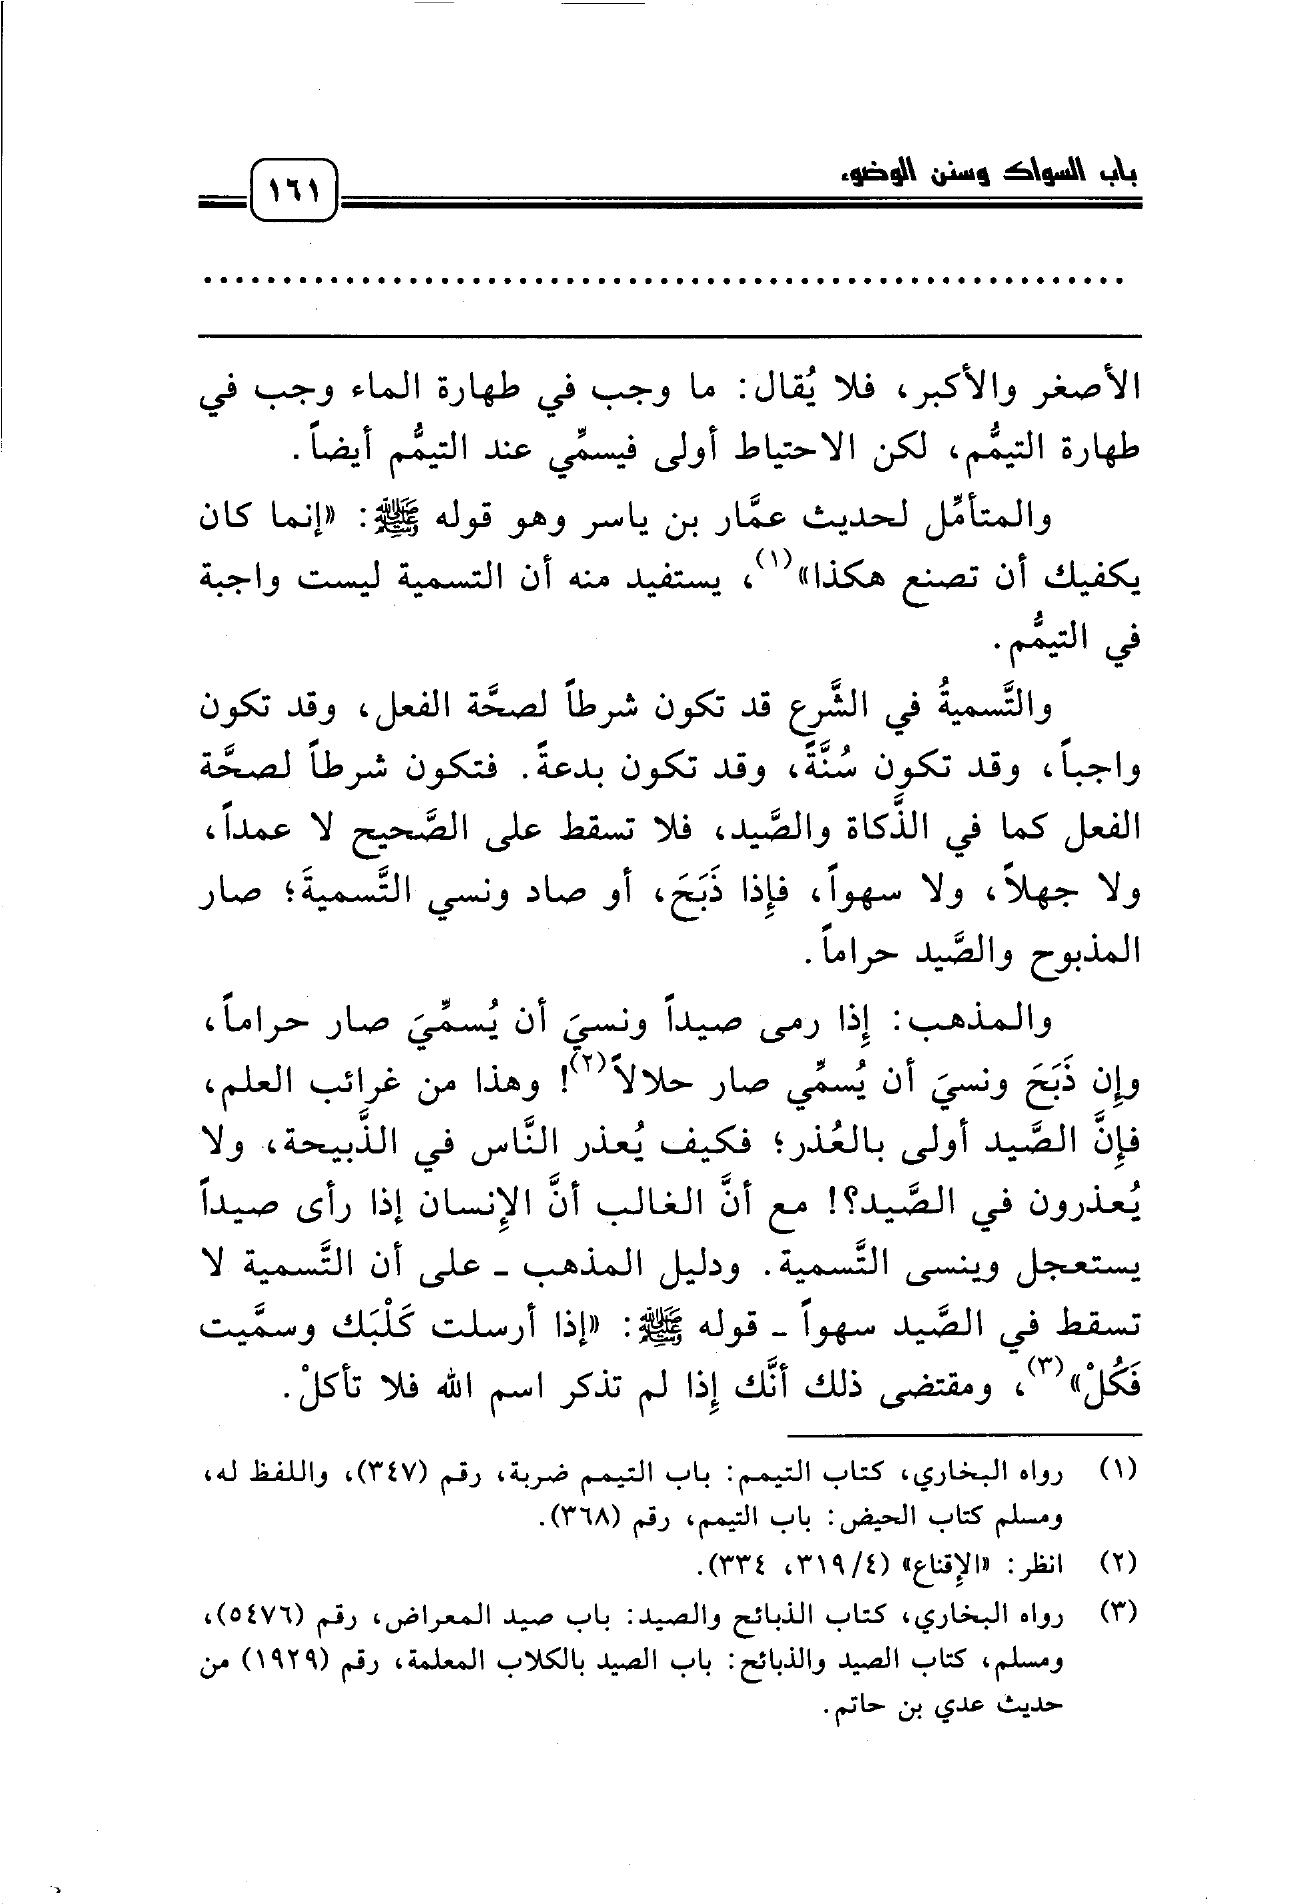 باب السواك وسنن الوضوء
١٦١
الأصغر والأكبر، فلا يُقال: ما وجب في طهارة الماء وجب في
طهارة التيمُّم، لكن الاحتياط أولى فيسمِّي عند التيمُّم أيضاً.
والمتأمِّل لحديث عمَّار بن ياسر وهو قوله ﷺ: «إنما كان
يكفيك أن تصنع هكذا»(١)، يستفيد منه أن التسمية ليست واجبة
في التيمُّم.
والتَّسميةُ في الشَّرع قد تكون شرطاً لصحَّة الفعل، وقد تكون
واجباً، وقد تكون سُنَّةً، وقد تكون بدعةً. فتكون شرطاً لصحَّة
الفعل كما في الذَّكاة والصَّيد، فلا تسقط على الصَّحيح لا عمداً،
ولا جهلاً، ولا سهواً، فإِذا ذَبَحَ، أو صاد ونسي التَّسميةَ؛ صار
المذبوح والصَّيد حراماً.
والمذهب: إِذا رمى صيداً ونسيَ أن يُسمِّيَ صار حراماً،
وإِن ذَبَحَ ونسيَ أن يُسمِّي صار حلالاً(٢)! وهذا من غرائب العلم،
فإِنَّ الصَّيد أولى بالعُذر؛ فكيف يُعذر النَّاس في الذَّبيحة، ولا
يُعذرون في الصَّيد؟! مع أنَّ الغالب أنَّ الإِنسان إذا رأى صيداً
يستعجل وينسى التَّسمية. ودليل المذهب ـ على أن التَّسمية لا
تسقط في الصَّيد سهواً ـ قوله ﷺ: «إذا أرسلت كَلْبَك وسمَّيت
فَكُلْ»(٣)، ومقتضى ذلك أنَّك إِذا لم تذكر اسم الله فلا تأكلْ.
(١) رواه البخاري، كتاب التيمم: باب التيمم ضربة، رقم (٣٤٧)، واللفظ له،
ومسلم كتاب الحيض: باب التيمم، رقم (٣٦٨).
(٢) انظر: «الإِقناع» (٣١٩/٤، ٣٣٤).
(٣) رواه البخاري، كتاب الذبائح والصيد: باب صيد المعراض، رقم (٥٤٧٦)،
ومسلم، كتاب الصيد والذبائح: باب الصيد بالكلاب المعلمة، رقم (١٩٢٩) من
حديث عدي بن حاتم.